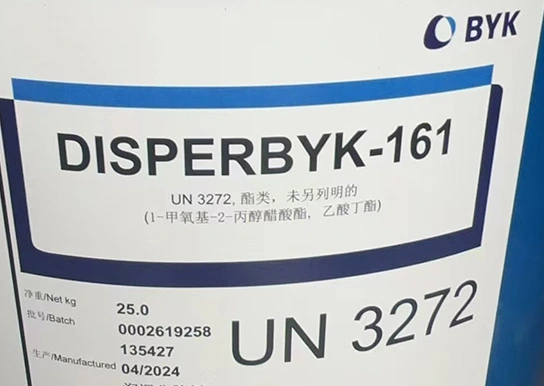 BYK
DISPERBYK-161
UN 3272, 酯类，未另列明的
(1-甲氧基-2-丙醇醋酸酯, 乙酸丁酯)
净重/Net kg 25.0
批号/Batch 0002619258
135427
生产/Manufactured 04/2024
UN 3272